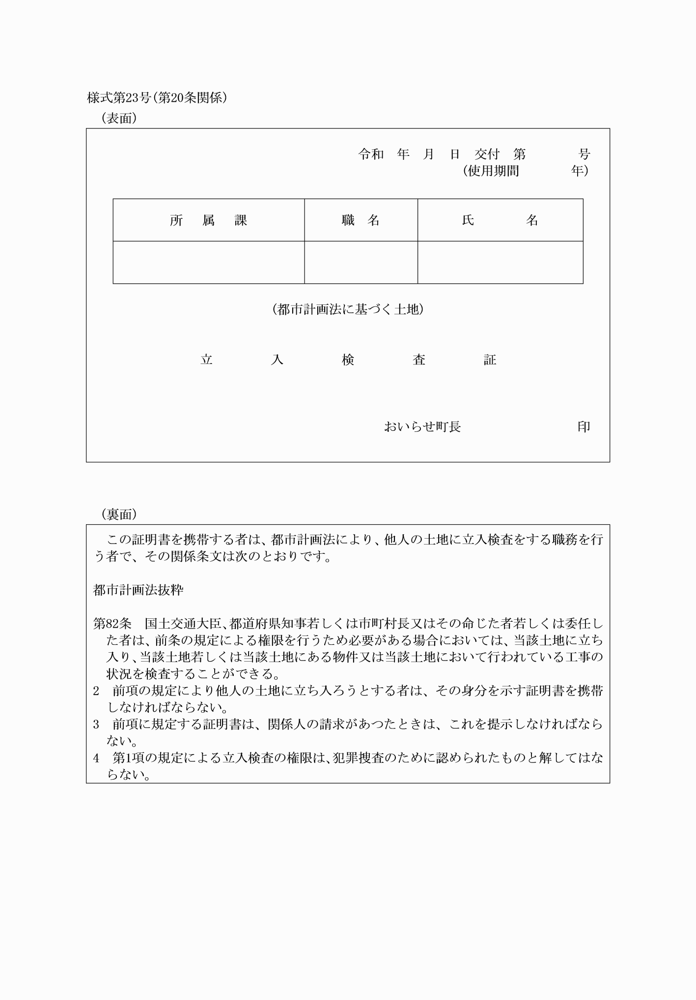 様式第23号（第20条関係）
（表面）
令和　年　月　日　交付　第　　　　号
（使用期間　　　　年）
所　属　課　職　名　氏　　　　名
（都市計画法に基づく土地）
立　入　検　査　証
おいらせ町長　　　　　　　　　印
（裏面）
この証明書を携帯する者は、都市計画法により、他人の土地に立入検査をする職務を行
う者で、その関係条文は次のとおりです。
都市計画法抜粋
第82条　国土交通大臣、都道府県知事若しくは市町村長又はその命じた者若しくは委任し
た者は、前条の規定による権限を行うため必要がある場合においては、当該土地に立ち
入り、当該土地若しくは当該土地にある物件又は当該土地において行われている工事の
状況を検査することができる。
2　前項の規定により他人の土地に立ち入ろうとする者は、その身分を示す証明書を携帯
しなければならない。
3　前項に規定する証明書は、関係人の請求があつたときは、これを提示しなければなら
ない。
4　第1項の規定による立入検査の権限は、犯罪捜査のために認められたものと解してはな
らない。